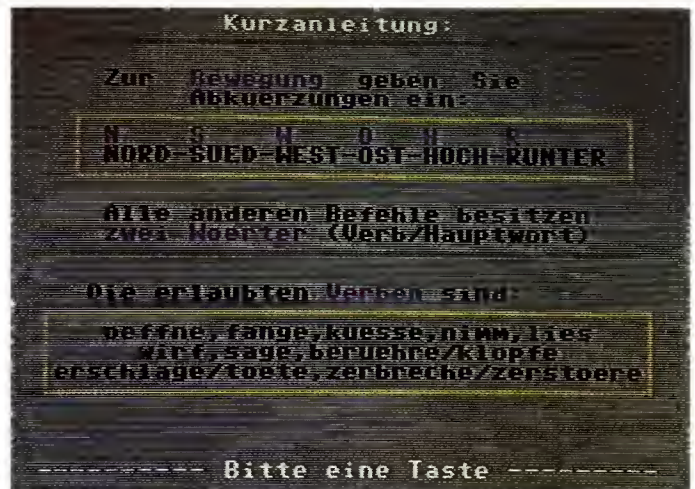 Kurzanleitung:
Zur Bewegung geben Sie
Abkuerzungen ein:
N S W O H R
NORD-SUED-WEST-OST-HOCH-RUNTER
Alle anderen Befehle besitzen
zwei Woerter (Verb/Hauptwort)
Die erlaubten Verben sind:
oeffne,fange,kuesse,nimm,lies
wirf,sage,beruehre/klopfe
erschlage/toete,zerbreche/zerstoere
---------- Bitte eine Taste ----------